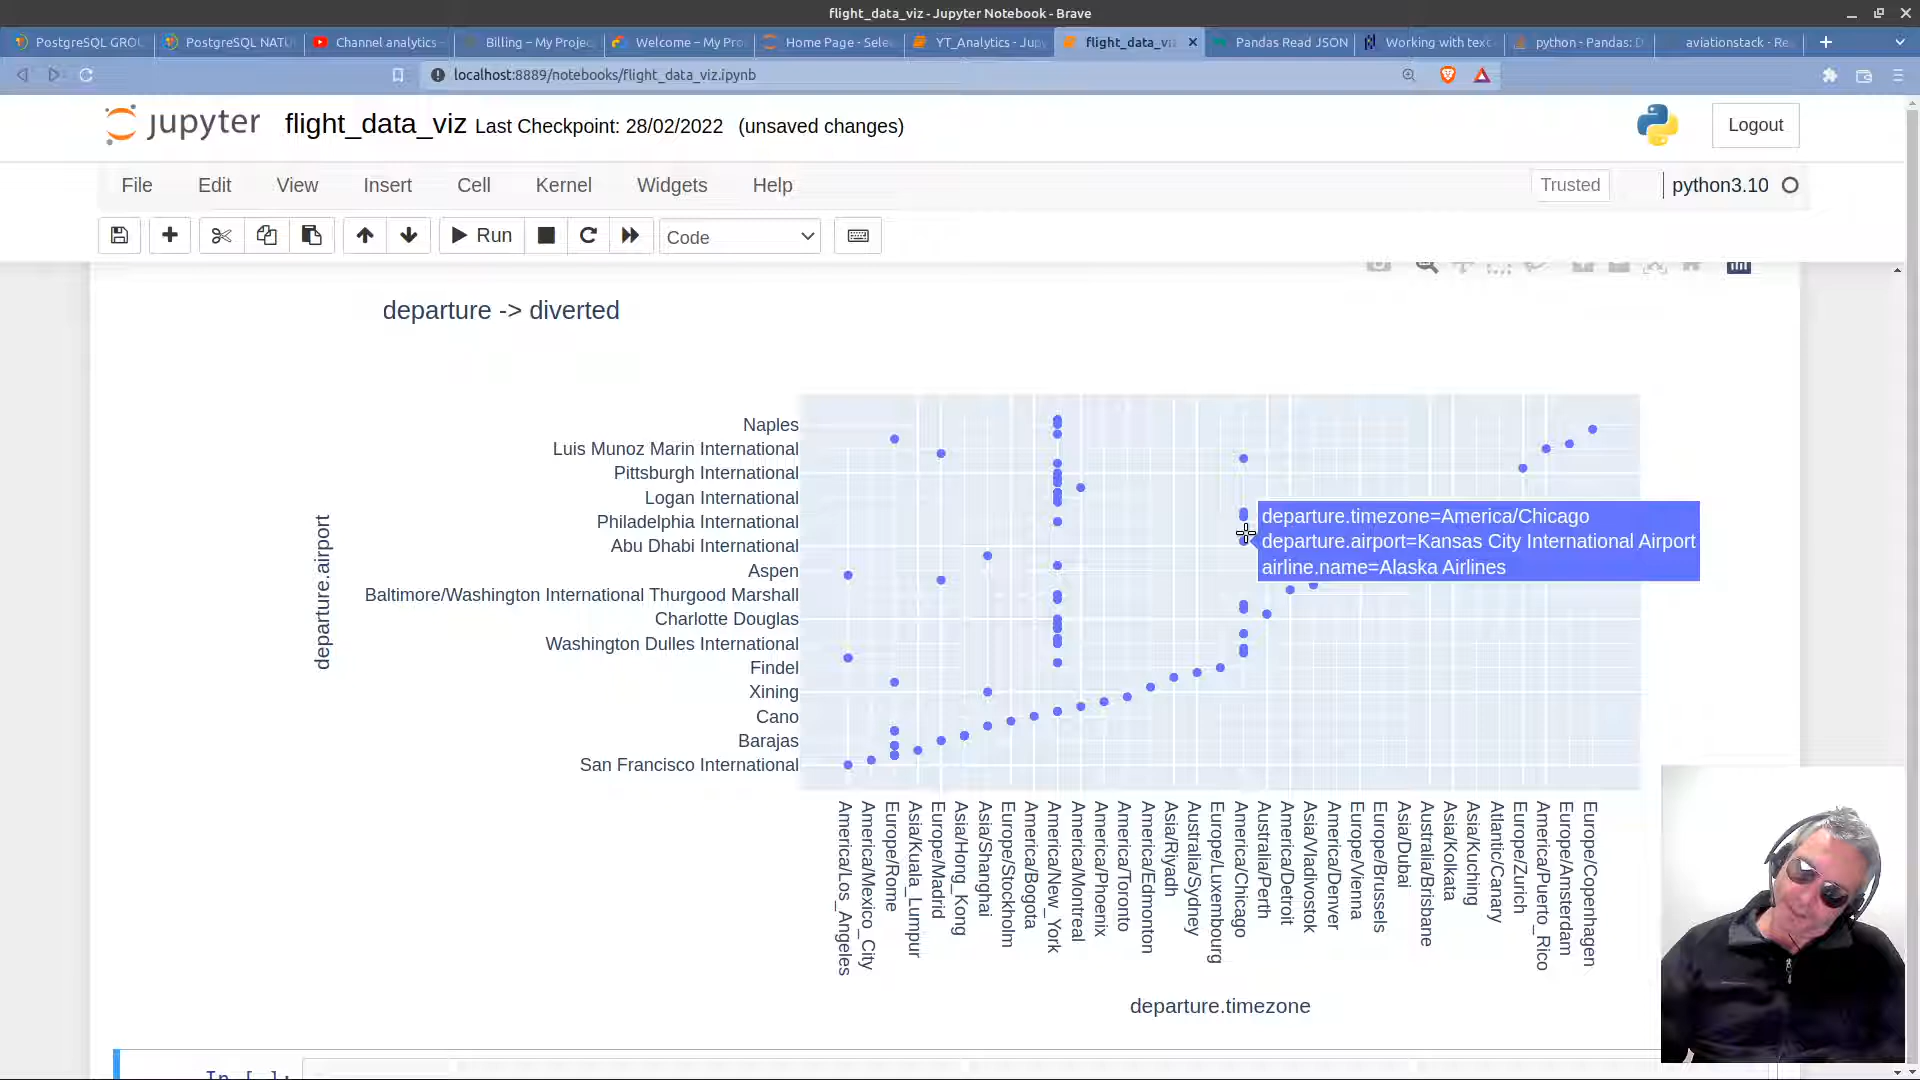 flight_data_viz - Jupyter Notebook - Brave
PostgreSQL GROU
PostgreSQL NATU
Channel analytics -
Billing – My Projec
Welcome – My Pro
Home Page - Sele
YT_Analytics - Jup
flight_data_vi
Pandas Read JSON
Working with text
python - Pandas: D
aviationstack - Re
localhost:8889/notebooks/flight_data_viz.ipynb
jupyter
flight_data_viz Last Checkpoint: 28/02/2022 (unsaved changes)
Logout
File Edit View Insert Cell Kernel Widgets Help
Trusted
python3.10
Run
Code
departure -> diverted
departure.airport
Naples
Luis Munoz Marin International
Pittsburgh International
Logan International
Philadelphia International
Abu Dhabi International
Aspen
Baltimore/Washington International Thurgood Marshall
Charlotte Douglas
Washington Dulles International
Findel
Xining
Cano
Barajas
San Francisco International
departure.timezone=America/Chicago
departure.airport=Kansas City International Airport
airline.name=Alaska Airlines
America/Los_Angeles
America/Mexico_City
Europe/Rome
Asia/Kuala_Lumpur
Europe/Madrid
Asia/Hong_Kong
Asia/Shanghai
Europe/Stockholm
America/Bogota
America/New_York
America/Montreal
America/Phoenix
America/Toronto
America/Edmonton
Asia/Riyadh
Australia/Sydney
Europe/Luxembourg
America/Chicago
Australia/Perth
America/Detroit
Asia/Vladivostok
America/Denver
Europe/Vienna
Europe/Brussels
Asia/Dubai
Australia/Brisbane
Asia/Kolkata
Asia/Kuching
Atlantic/Canary
Europe/Zurich
America/Puerto_Rico
Europe/Amsterdam
Europe/Copenhagen
departure.timezone
In [ ]: